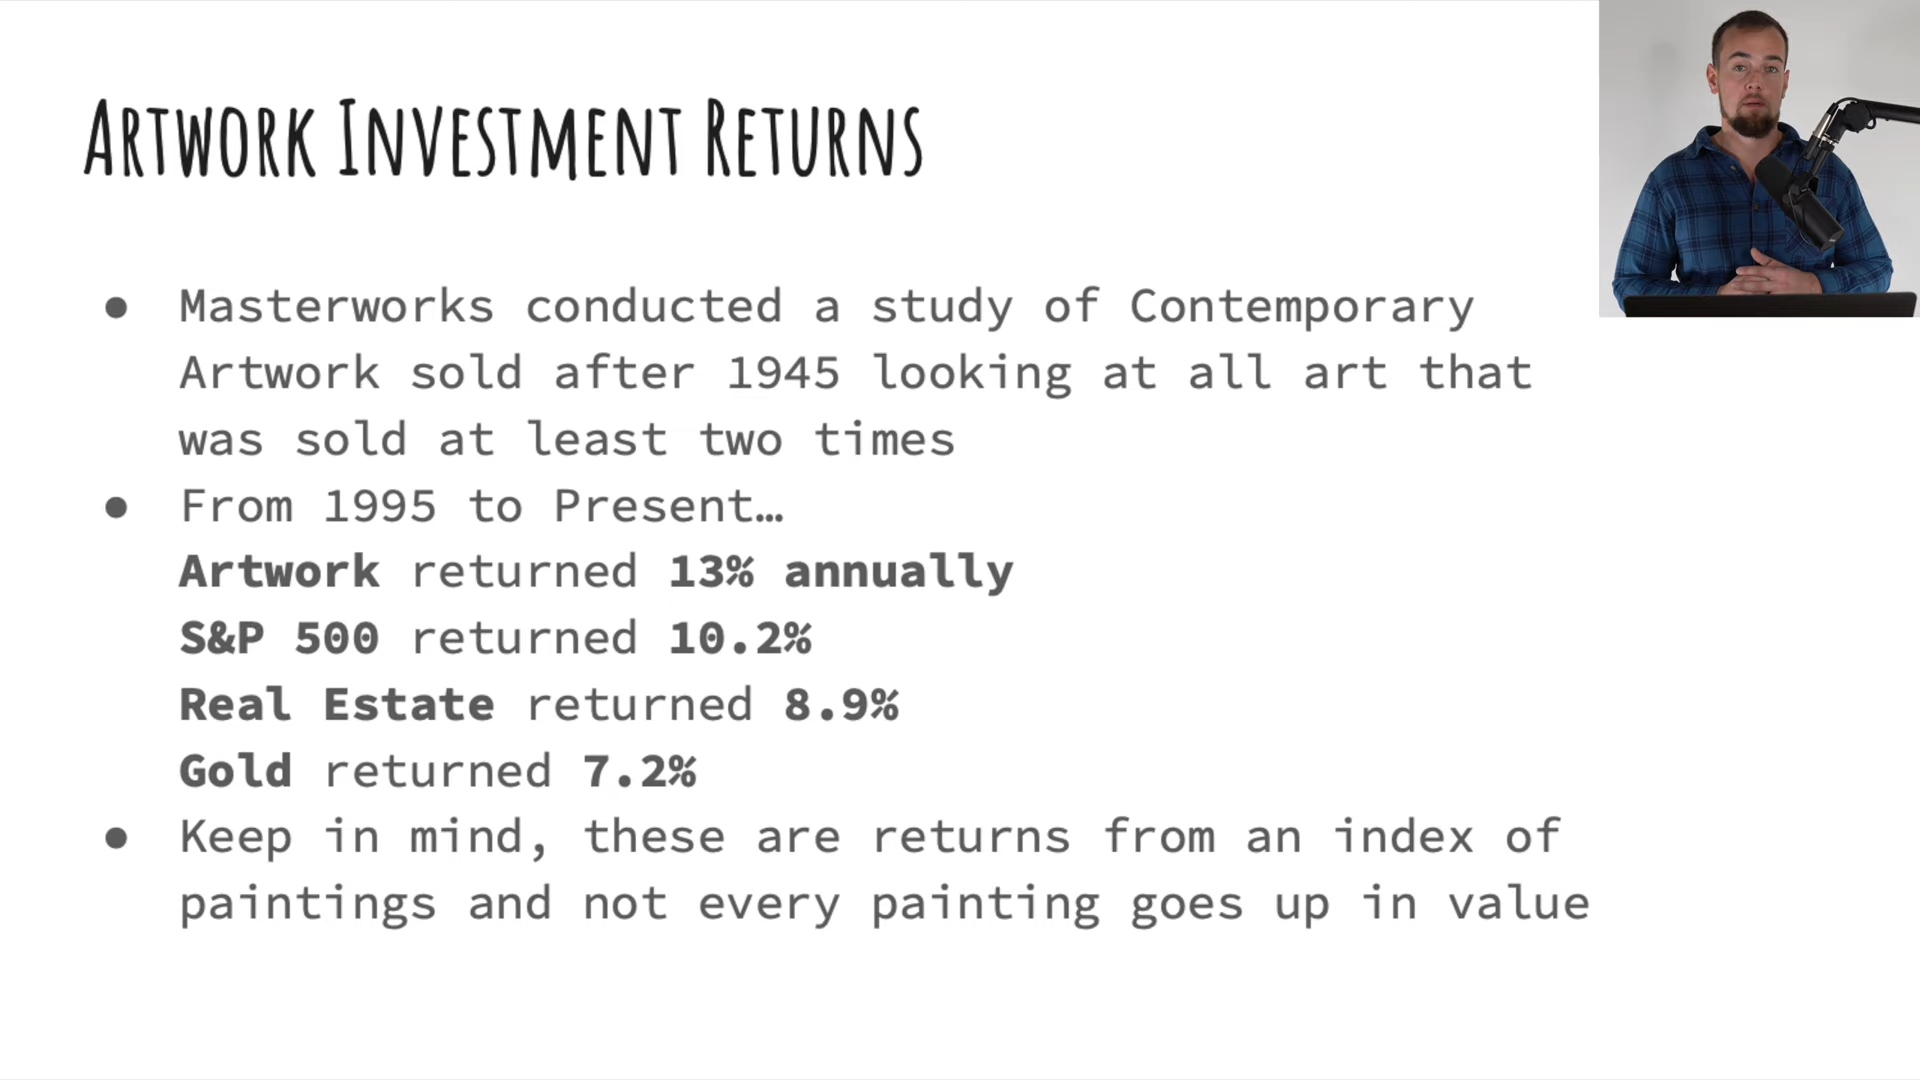 Artwork Investment Returns
● Masterworks conducted a study of Contemporary
Artwork sold after 1945 looking at all art that
was sold at least two times
● From 1995 to Present…
Artwork returned 13% annually
S&P 500 returned 10.2%
Real Estate returned 8.9%
Gold returned 7.2%
● Keep in mind, these are returns from an index of
paintings and not every painting goes up in value